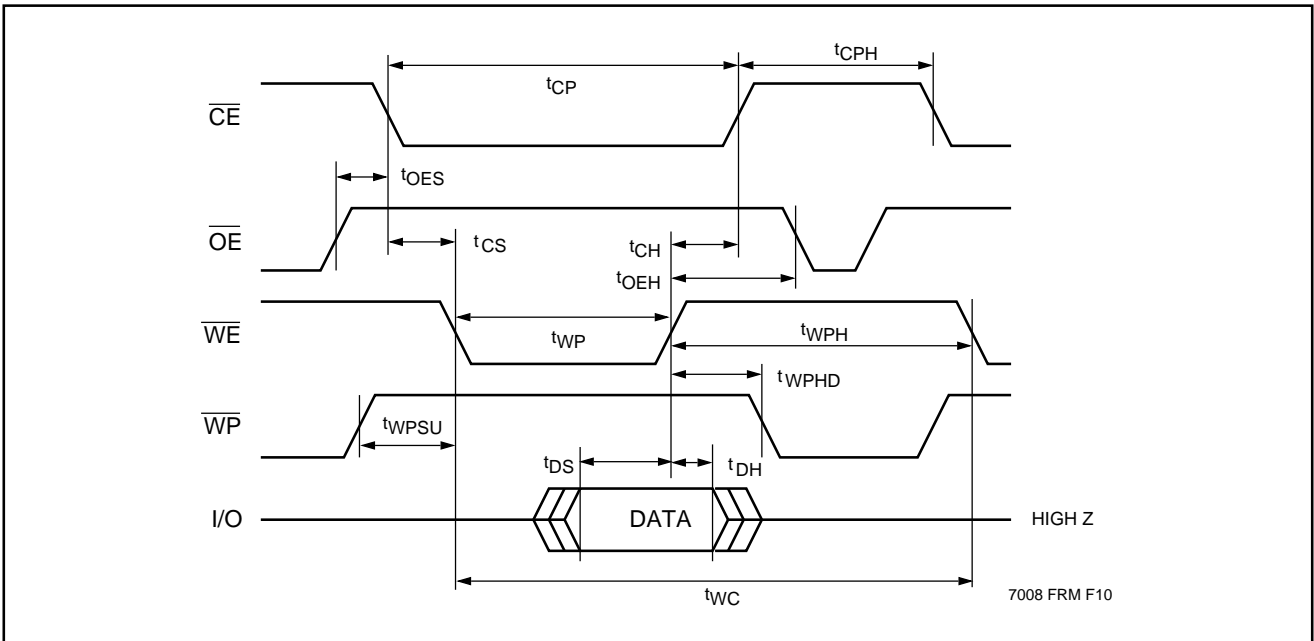 tCPH
tCP
CE
tOES
OE
tCS
tCH
tOEH
WE
tWP
tWPH
tWPHD
WP
tWPSU
tDS
tDH
I/O
DATA
HIGH Z
tWC
7008 FRM F10